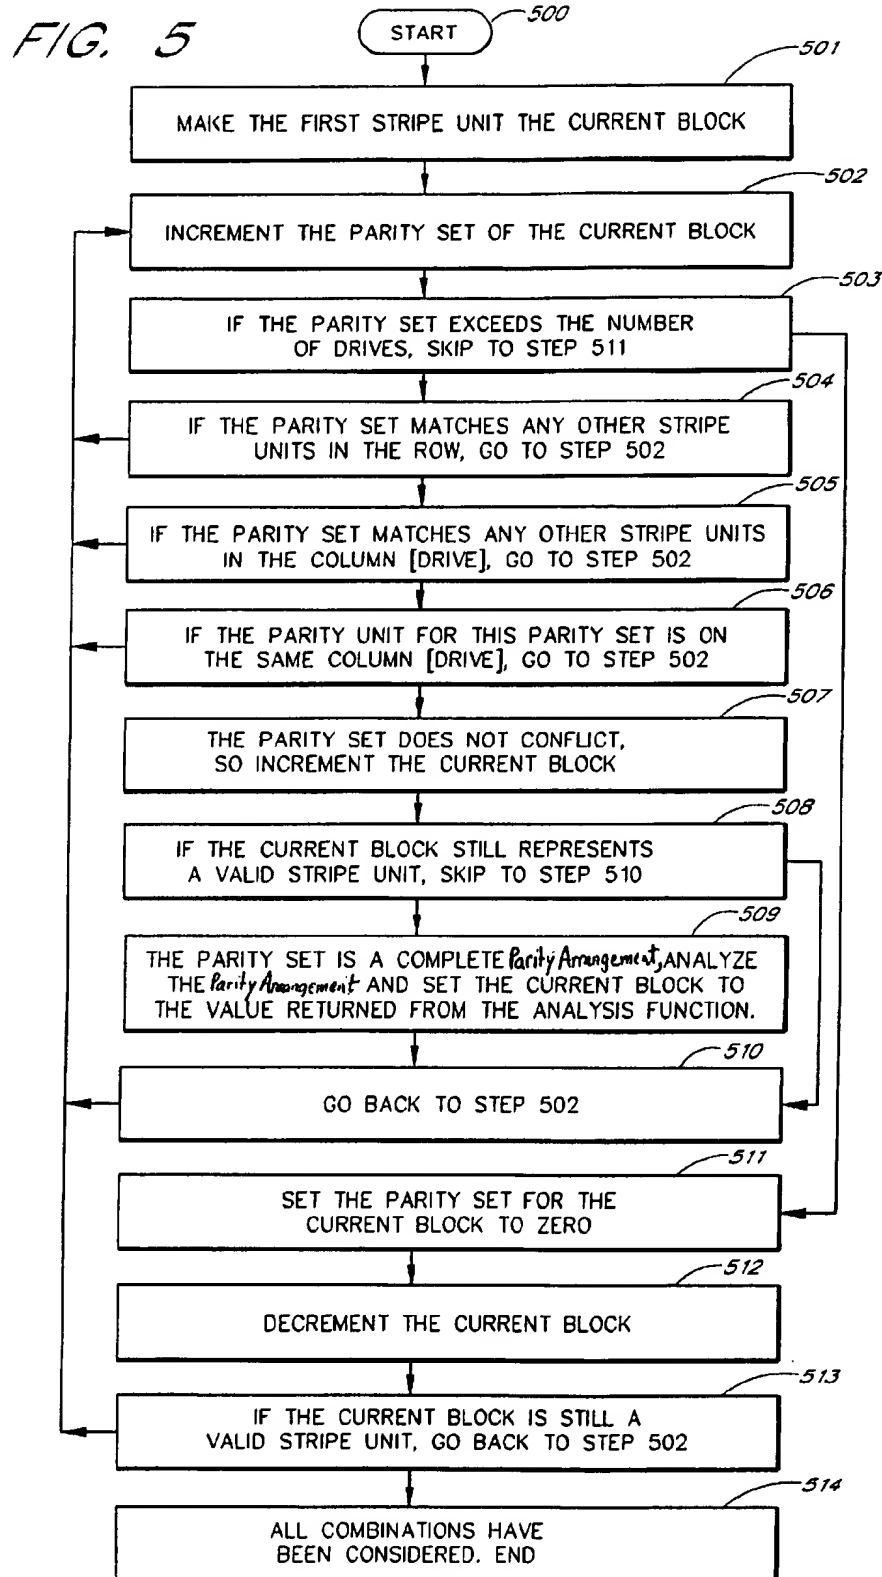 FIG. 5
START
500
501
MAKE THE FIRST STRIPE UNIT THE CURRENT BLOCK
502
INCREMENT THE PARITY SET OF THE CURRENT BLOCK
503
IF THE PARITY SET EXCEEDS THE NUMBER
OF DRIVES, SKIP TO STEP 511
504
IF THE PARITY SET MATCHES ANY OTHER STRIPE
UNITS IN THE ROW, GO TO STEP 502
505
IF THE PARITY SET MATCHES ANY OTHER STRIPE UNITS
IN THE COLUMN [DRIVE], GO TO STEP 502
506
IF THE PARITY UNIT FOR THIS PARITY SET IS ON
THE SAME COLUMN [DRIVE], GO TO STEP 502
507
THE PARITY SET DOES NOT CONFLICT,
SO INCREMENT THE CURRENT BLOCK
508
IF THE CURRENT BLOCK STILL REPRESENTS
A VALID STRIPE UNIT, SKIP TO STEP 510
509
THE PARITY SET IS A COMPLETE Parity Arrangement, ANALYZE
THE Parity Arrangement AND SET THE CURRENT BLOCK TO
THE VALUE RETURNED FROM THE ANALYSIS FUNCTION.
510
GO BACK TO STEP 502
511
SET THE PARITY SET FOR THE
CURRENT BLOCK TO ZERO
512
DECREMENT THE CURRENT BLOCK
513
IF THE CURRENT BLOCK IS STILL A
VALID STRIPE UNIT, GO BACK TO STEP 502
514
ALL COMBINATIONS HAVE
BEEN CONSIDERED. END